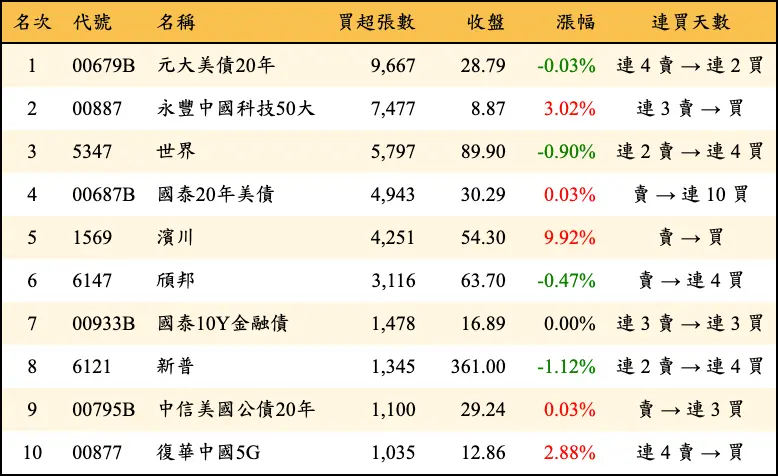 名次 代號 名稱 買超張數 收盤 漲幅 連買天數
1 00679B 元大美債20年 9,667 28.79 -0.03% 連 4 賣 → 連 2 買
2 00887 永豐中國科技50大 7,477 8.87 3.02% 連 3 賣 → 買
3 5347 世界 5,797 89.90 -0.90% 連 2 賣 → 連 4 買
4 00687B 國泰20年美債 4,943 30.29 0.03% 賣 → 連 10 買
5 1569 濱川 4,251 54.30 9.92% 賣 → 買
6 6147 頎邦 3,116 63.70 -0.47% 賣 → 連 4 買
7 00933B 國泰10Y金融債 1,478 16.89 0.00% 連 3 賣 → 連 3 買
8 6121 新普 1,345 361.00 -1.12% 連 2 賣 → 連 4 買
9 00795B 中信美國公債20年 1,100 29.24 0.03% 賣 → 連 3 買
10 00877 復華中國5G 1,035 12.86 2.88% 連 4 賣 → 買